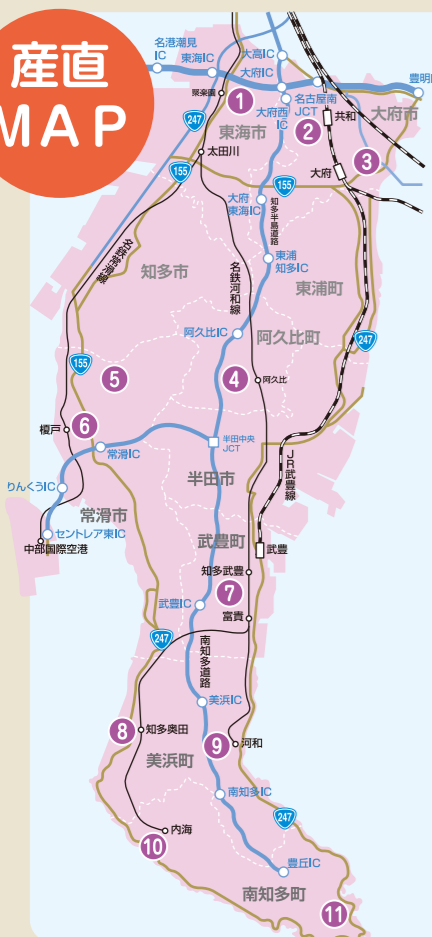 産直
MAP
名港潮見
IC
東海IC
大高IC
大府IC
豊明I
聚楽園
1
大府西
IC
名古屋南
JCT
共和
2
大府市
247
東海市
太田川
3
大府
155
155
大府
東海IC
知多半島道路
名鉄常滑線
知多市
名鉄河和線
東浦
知多IC
東浦町
阿久比IC
阿久比町
247
155
5
4
阿久比
6
榎戸
常滑IC
半田中央
JCT
半田市
JR武豊線
りんくうIC
常滑市
セントレア東IC
中部国際空港
武豊町
武豊
知多武豊
7
武豊IC
富貴
247
南知多道路
美浜IC
8
知多奥田
9
河和
美浜町
南知多IC
247
10
内海
豊丘IC
南知多町
11